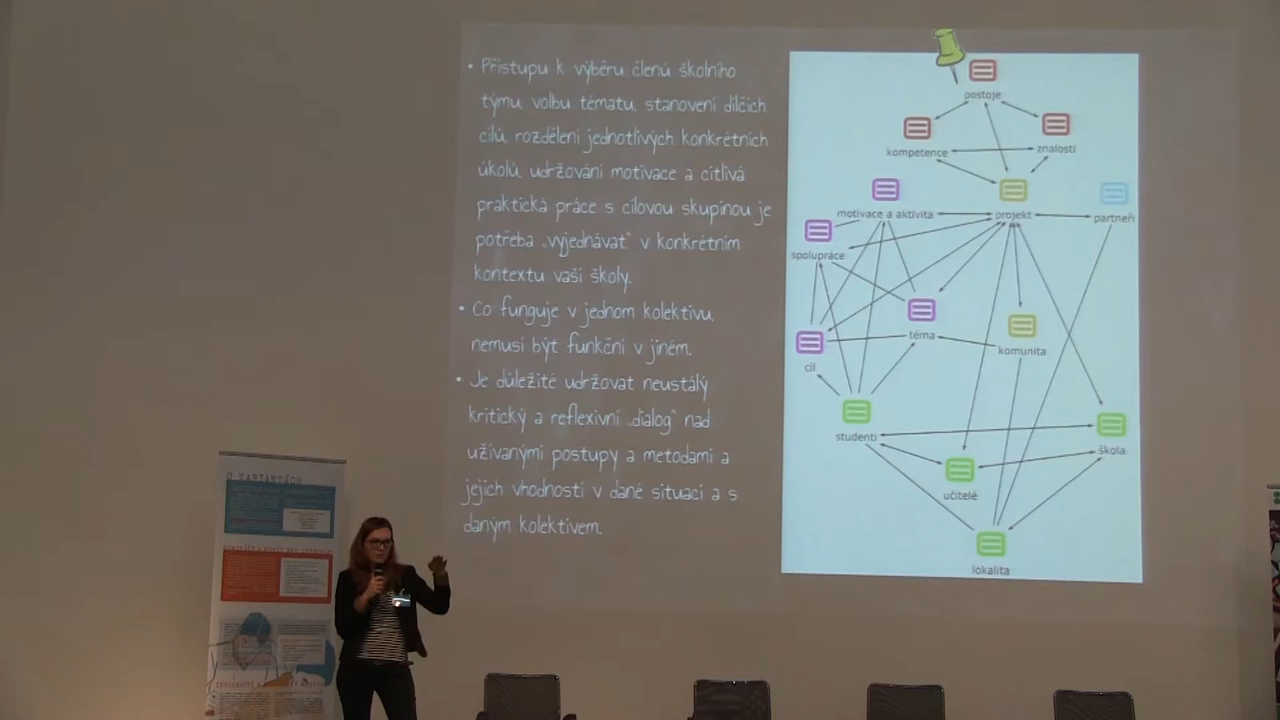 • Přístupu k výběru členů školního
týmu, volbu tématu, stanovení dílčích
cílů, rozdělení jednotlivých konkrétních
úkolů, udržování motivace a citlivá
praktická práce s cílovou skupinou je
potřeba „vyjednávat“ v konkrétním
kontextu vaší školy.
• Co funguje v jednom kolektivu,
nemusí být funkční v jiném.
• Je důležité udržovat neustálý
kritický a reflexivní „dialog“ nad
užívanými postupy a metodami a
jejich vhodností v dané situaci a s
daným kolektivem.
postoje
kompetence
znalosti
motivace a aktivita
projekt
partneři
spolupráce
téma
komunita
cíl
studenti
škola
učitelé
lokalita
O VARIANTÁCH